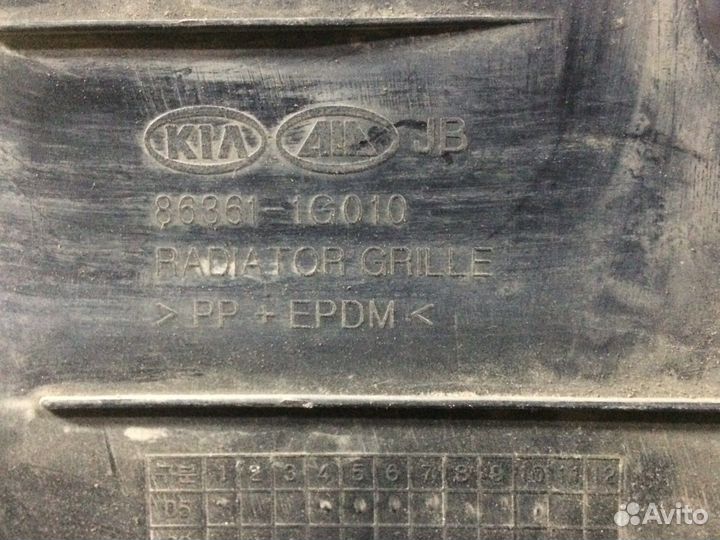 KIA JB
86361-1G010
RADIATOR GRILLE
> PP + EPDM <
구분 1 2 3 4 5 6 7 8 9 10 11 12
05
Avito